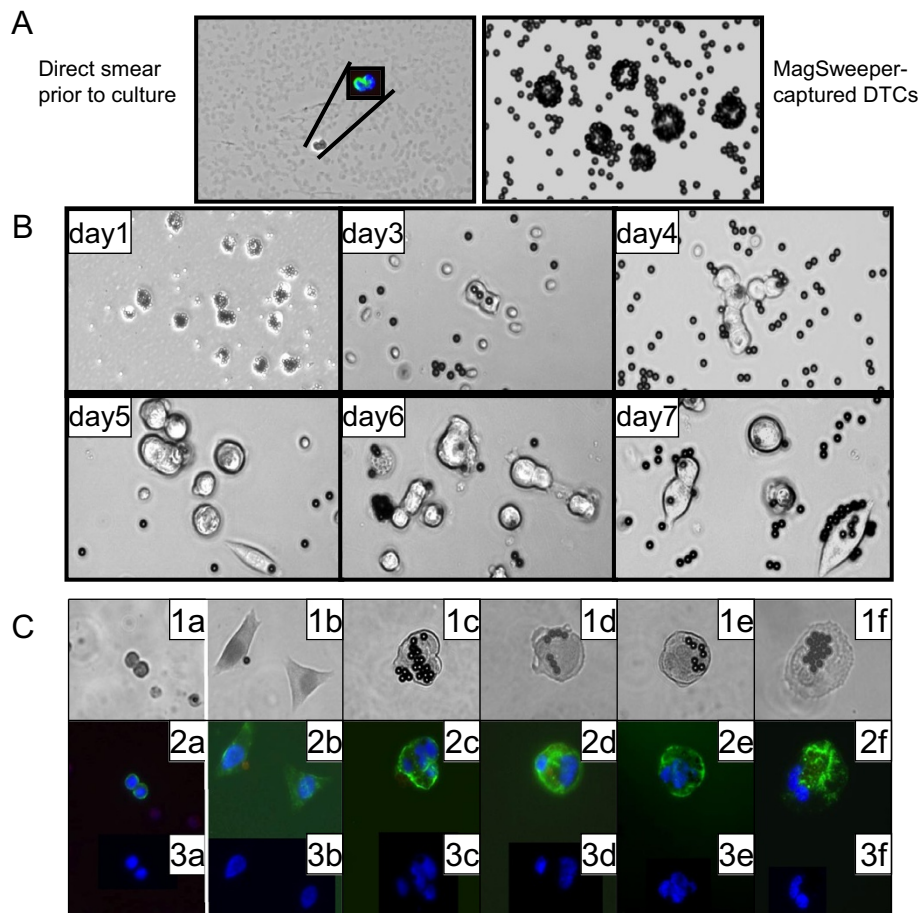 A
Direct smear
prior to culture
MagSweeper-
captured DTCs
B
day1
day3
day4
day5
day6
day7
C
1a
1b
1c
1d
1e
1f
2a
2b
2c
2d
2e
2f
3a
3b
3c
3d
3e
3f